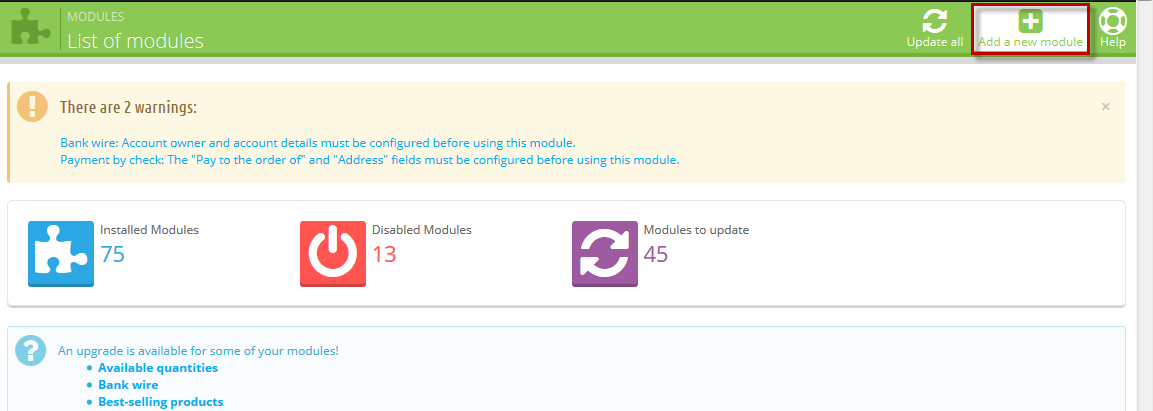 MODULES
List of modules
Update all
Add a new module
Help
There are 2 warnings:
×
Bank wire: Account owner and account details must be configured before using this module.
Payment by check: The "Pay to the order of" and "Address" fields must be configured before using this module.
Installed Modules
75
Disabled Modules
13
Modules to update
45
An upgrade is available for some of your modules!
• Available quantities
• Bank wire
• Best-selling products